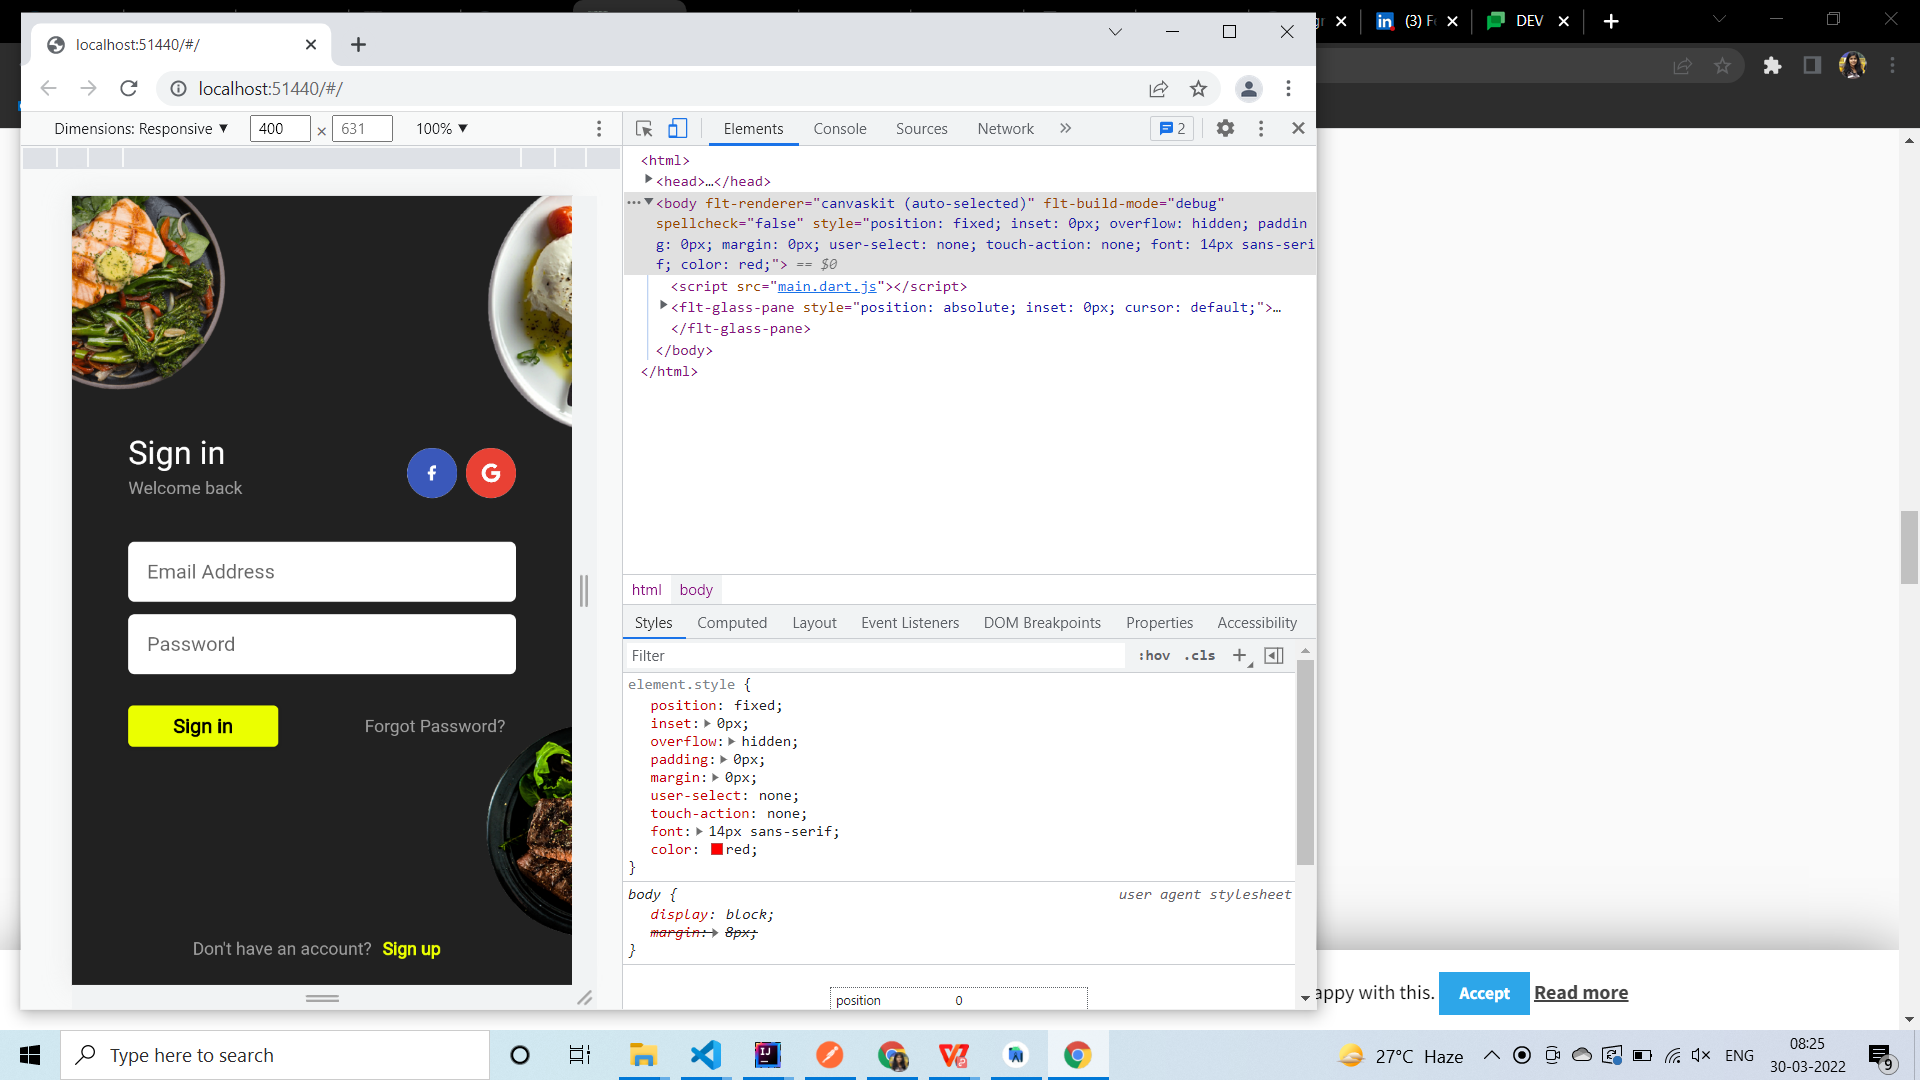 localhost:51440/#/
(3) Fe
DEV
localhost:51440/#/
Dimensions: Responsive ▼ 400 × 631 100% ▼
Elements Console Sources Network » 2
<html>
<head>…</head>
<body flt-renderer="canvaskit (auto-selected)" flt-build-mode="debug"
spellcheck="false" style="position: fixed; inset: 0px; overflow: hidden; paddin
g: 0px; margin: 0px; user-select: none; touch-action: none; font: 14px sans-seri
f; color: red;"> == $0
<script src="main.dart.js"></script>
<flt-glass-pane style="position: absolute; inset: 0px; cursor: default;">…
</flt-glass-pane>
</body>
</html>
Sign in
Welcome back
Email Address
Password
Sign in
Forgot Password?
Don't have an account? Sign up
html body
Styles Computed Layout Event Listeners DOM Breakpoints Properties Accessibility
Filter :hov .cls +
element.style {
position: fixed;
inset: 0px;
overflow: hidden;
padding: 0px;
margin: 0px;
user-select: none;
touch-action: none;
font: 14px sans-serif;
color: red;
}
body { user agent stylesheet
display: block;
margin: 8px;
}
position 0
appy with this. Accept Read more
Type here to search
27°C Haze
ENG
08:25
30-03-2022
9